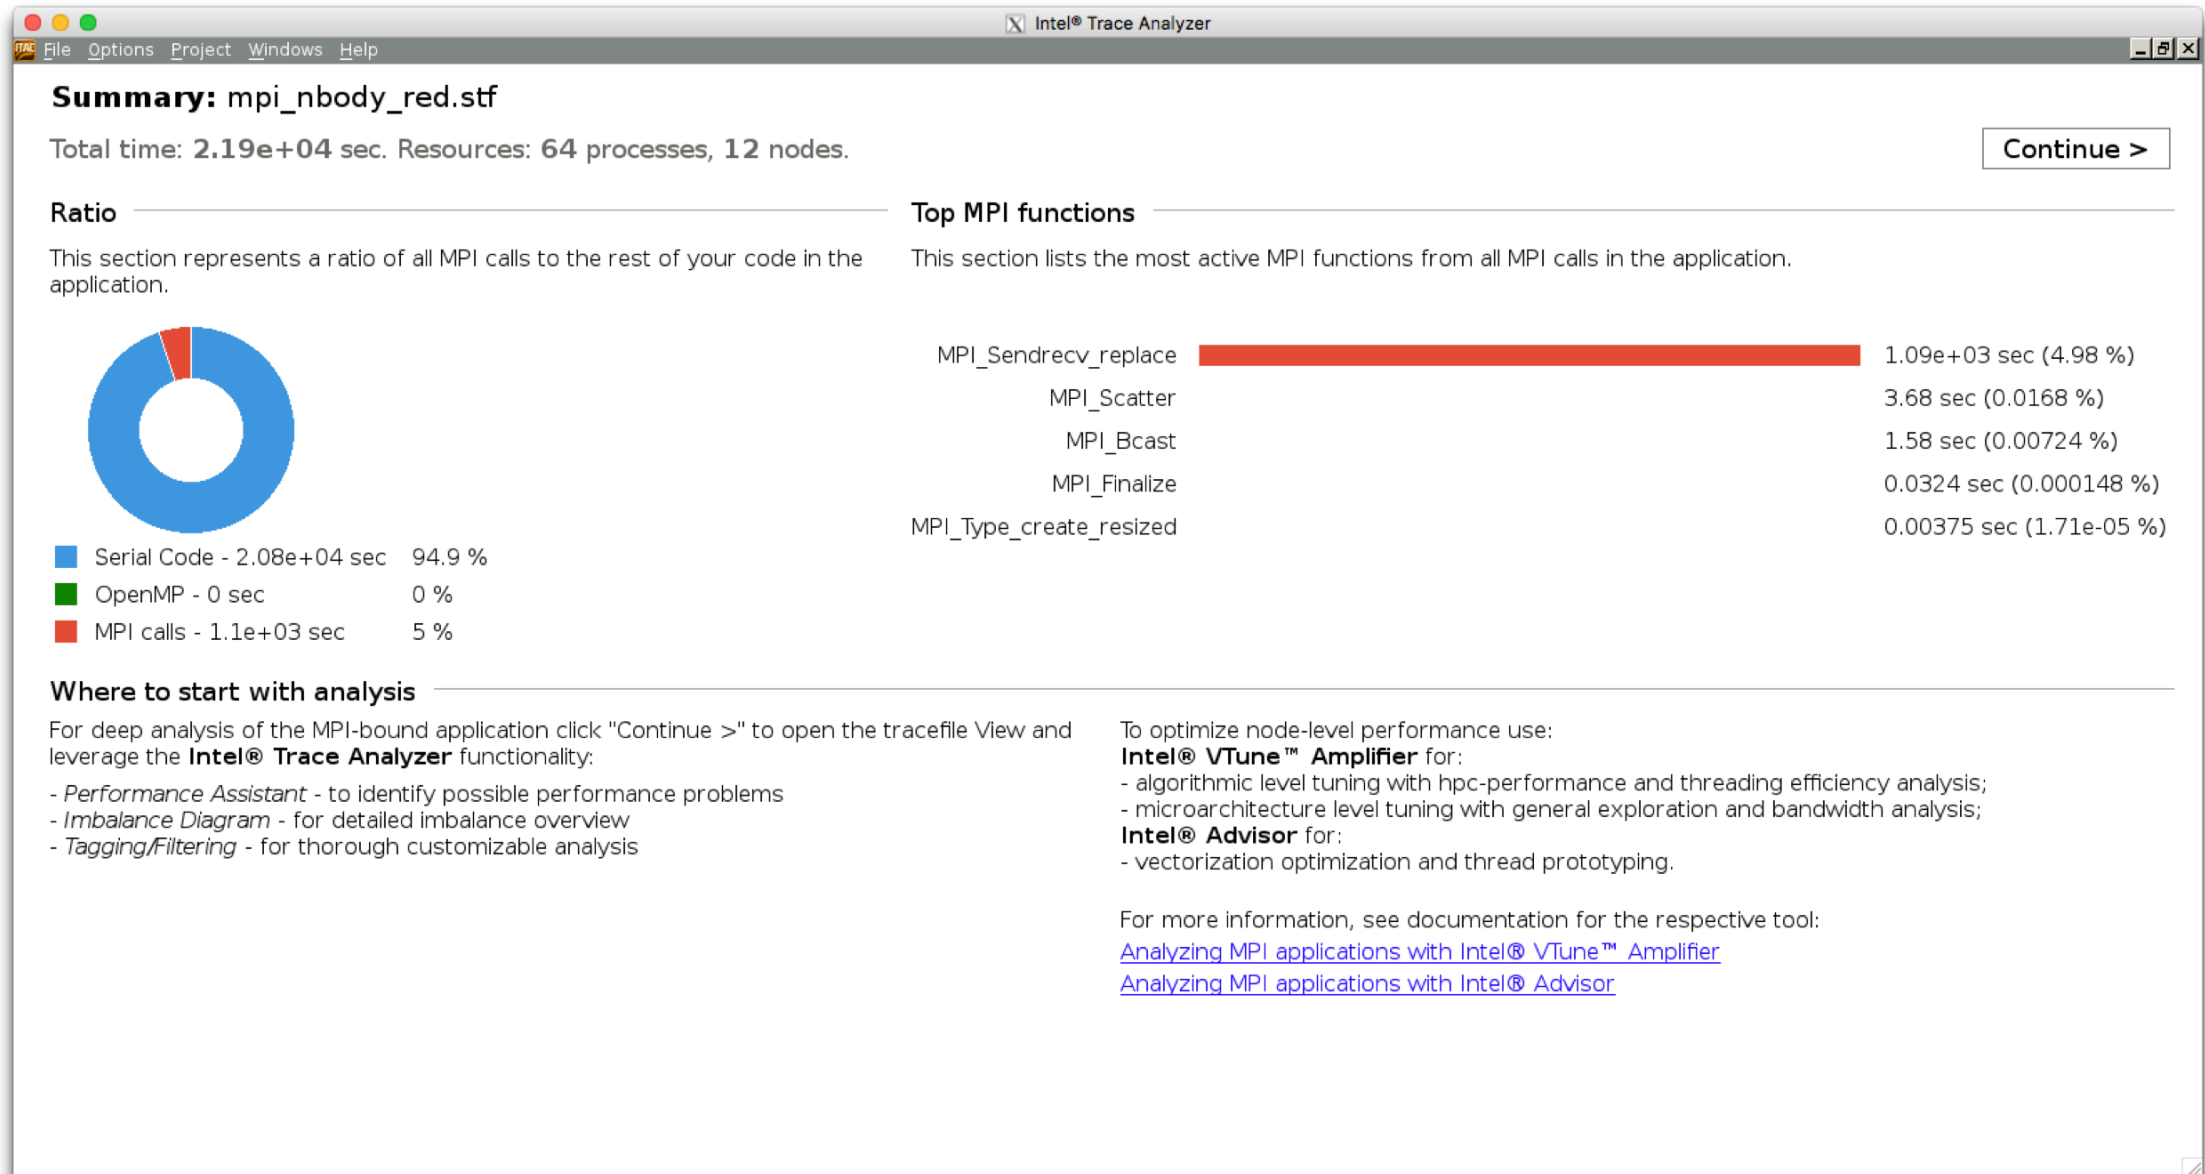 Intel® Trace Analyzer
ITAC File Options Project Windows Help
Summary: mpi_nbody_red.stf
Total time: 2.19e+04 sec. Resources: 64 processes, 12 nodes.
Continue >
Ratio
This section represents a ratio of all MPI calls to the rest of your code in the
application.
Serial Code - 2.08e+04 sec 94.9 %
OpenMP - 0 sec 0 %
MPI calls - 1.1e+03 sec 5 %
Top MPI functions
This section lists the most active MPI functions from all MPI calls in the application.
MPI_Sendrecv_replace 1.09e+03 sec (4.98 %)
MPI_Scatter 3.68 sec (0.0168 %)
MPI_Bcast 1.58 sec (0.00724 %)
MPI_Finalize 0.0324 sec (0.000148 %)
MPI_Type_create_resized 0.00375 sec (1.71e-05 %)
Where to start with analysis
For deep analysis of the MPI-bound application click "Continue >" to open the tracefile View and
leverage the Intel® Trace Analyzer functionality:
- Performance Assistant - to identify possible performance problems
- Imbalance Diagram - for detailed imbalance overview
- Tagging/Filtering - for thorough customizable analysis
To optimize node-level performance use:
Intel® VTune™ Amplifier for:
- algorithmic level tuning with hpc-performance and threading efficiency analysis;
- microarchitecture level tuning with general exploration and bandwidth analysis;
Intel® Advisor for:
- vectorization optimization and thread prototyping.
For more information, see documentation for the respective tool:
Analyzing MPI applications with Intel® VTune™ Amplifier
Analyzing MPI applications with Intel® Advisor